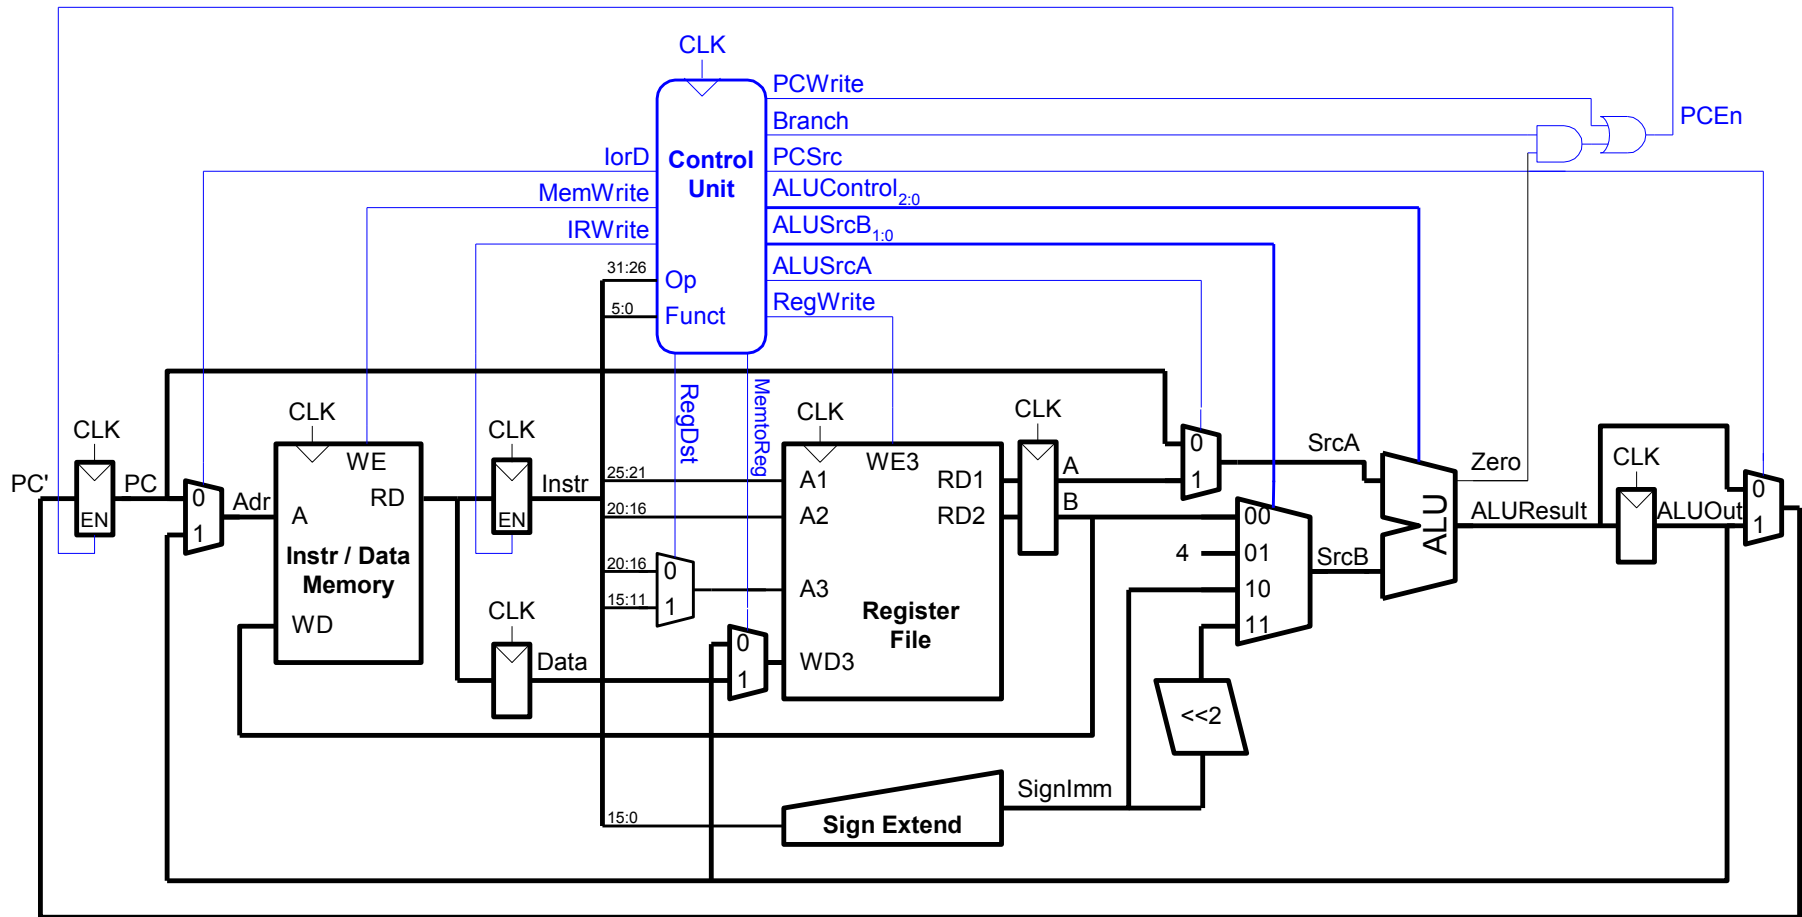 CLK
PCWrite
Branch
PCEn
IorD
Control
Unit
PCSrc
MemWrite
ALUControl2:0
IRWrite
ALUSrcB1:0
31:26
Op
ALUSrcA
5:0
Funct
RegWrite
RegDst
MemtoReg
CLK
CLK
CLK
CLK
CLK
CLK
PC'
PC
EN
0
1
Adr
WE
RD
A
Instr / Data
Memory
WD
EN
Instr
CLK
Data
25:21
20:16
20:16
15:11
0
1
0
1
WE3
A1
RD1
A2
RD2
A3
Register
File
WD3
A
B
0
1
SrcA
00
4
01
10
11
SrcB
ALU
Zero
ALUResult
ALUOut
0
1
<<2
SignImm
15:0
Sign Extend